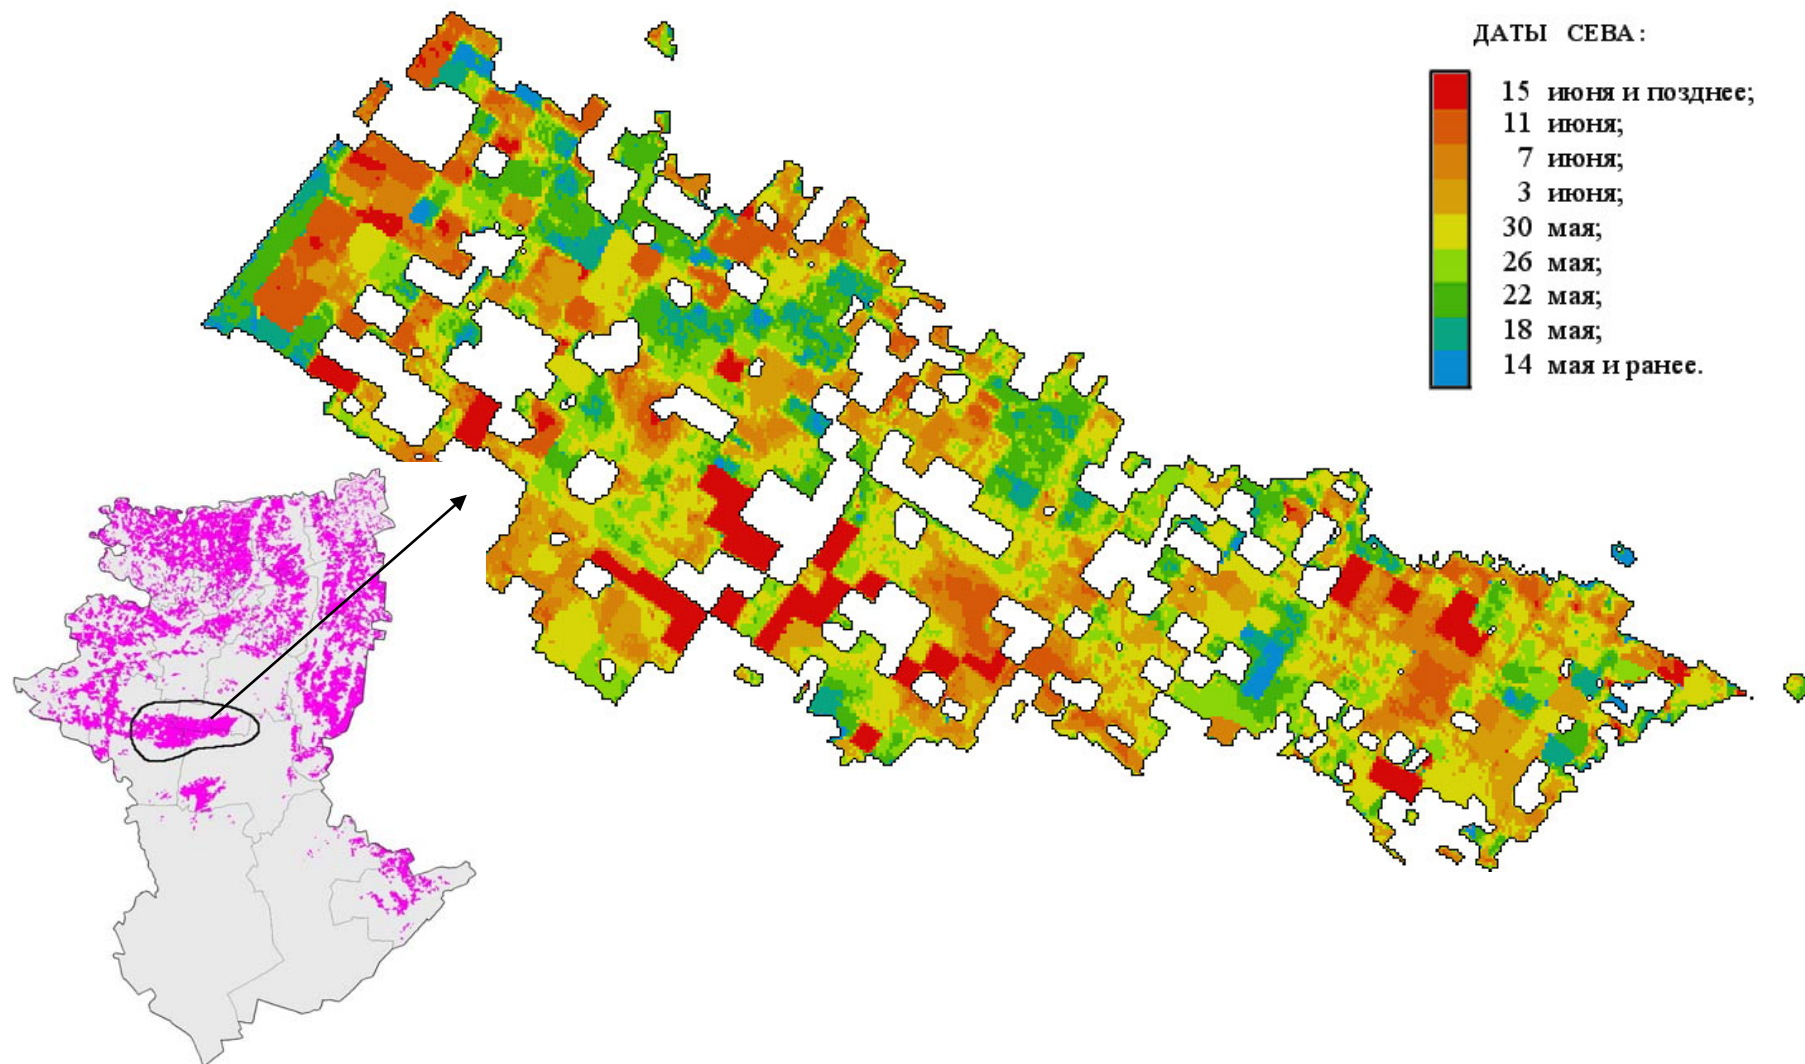 ДАТЫ СЕВА:
15 июня и позднее;
11 июня;
7 июня;
3 июня;
30 мая;
26 мая;
22 мая;
18 мая;
14 мая и ранее.